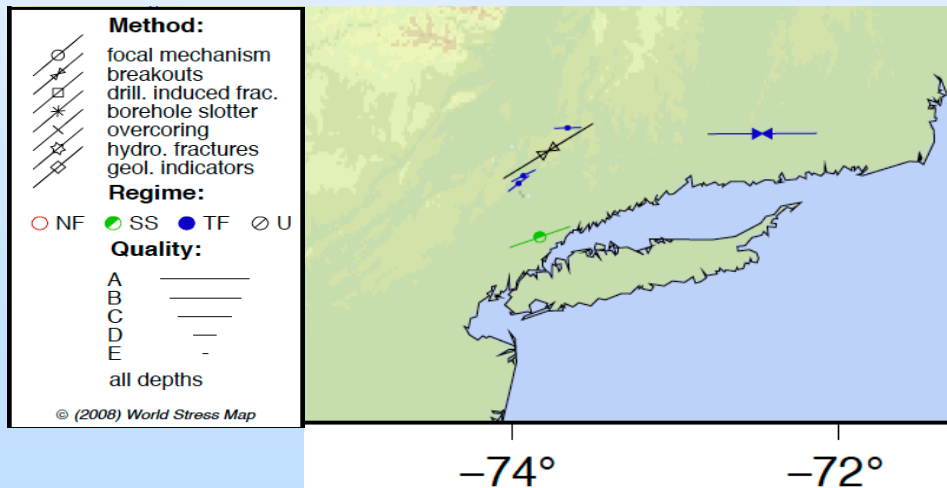 Method:
focal mechanism
breakouts
drill. induced frac.
borehole slotter
overcoring
hydro. fractures
geol. indicators
Regime:
NF SS TF U
Quality:
A
B
C
D
E
all depths
© (2008) World Stress Map
−74° −72°